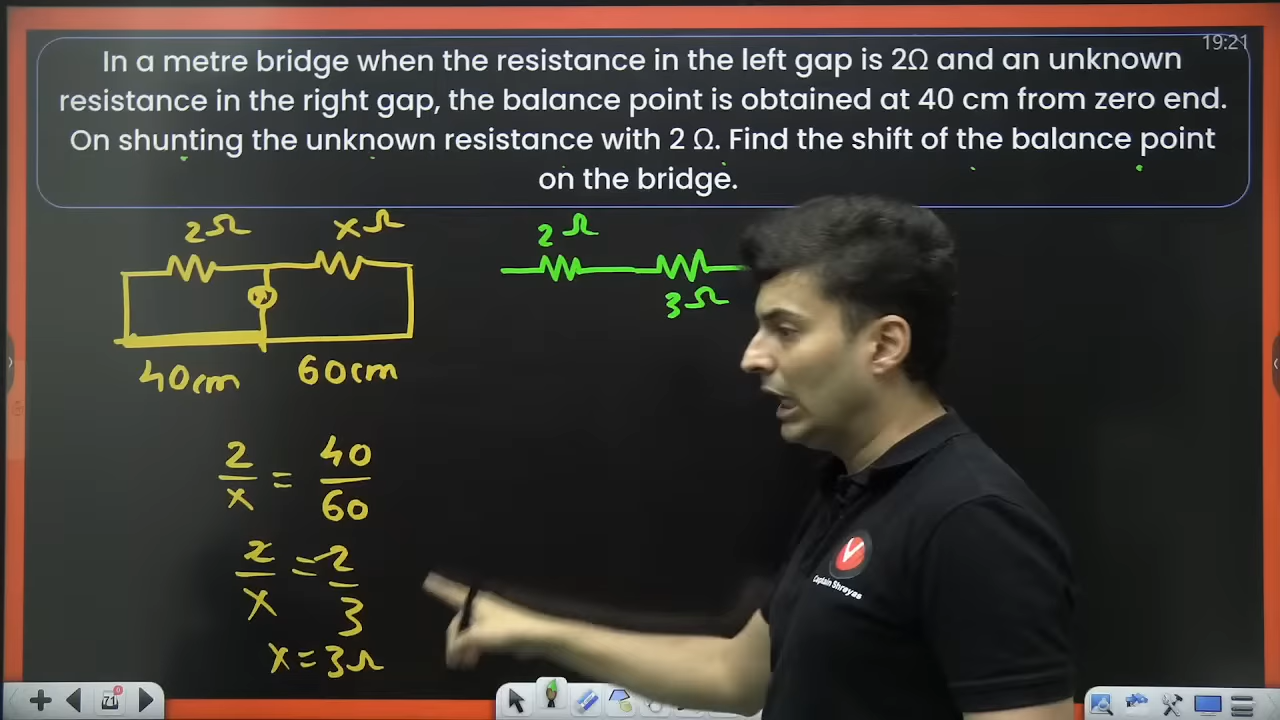 19:21
In a metre bridge when the resistance in the left gap is 2Ω and an unknown
resistance in the right gap, the balance point is obtained at 40 cm from zero end.
On shunting the unknown resistance with 2 Ω. Find the shift of the balance point
on the bridge.
2Ω xΩ
2Ω
3Ω
40cm 60cm
2/x = 40/60
2/x = 2/3
x = 3Ω
Captain Shreyas
71